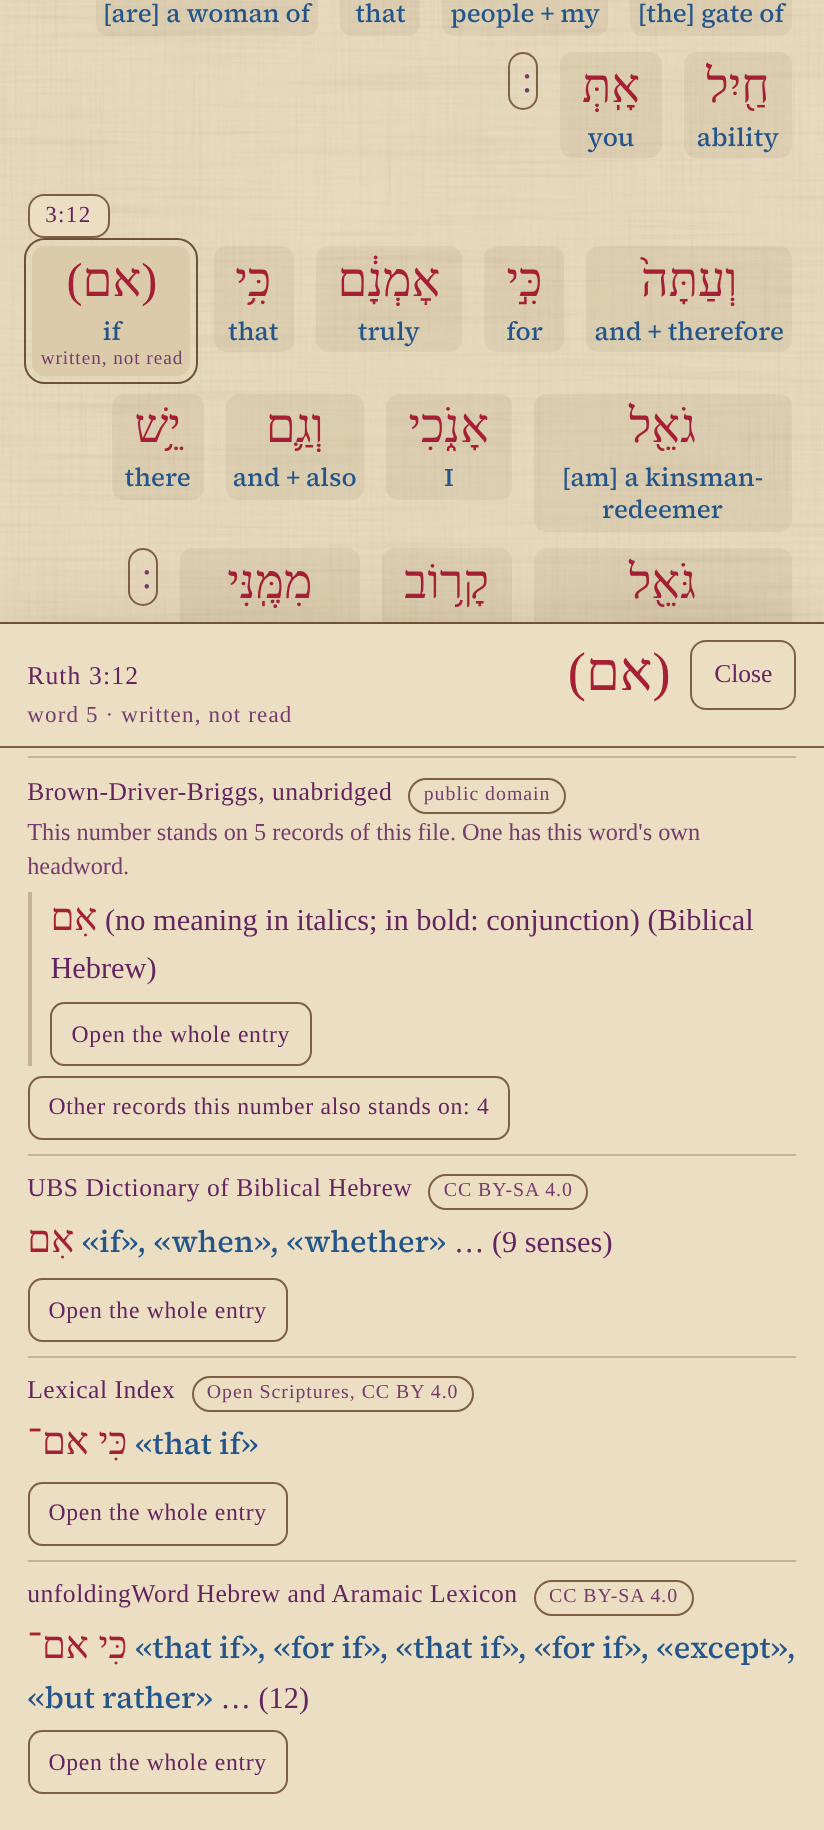 [are] a woman of that people + my [the] gate of
חַ֖יִל אָֽתְּ ׃
ability you
3:12
וְעַתָּה֙ כִּ֣י אָמְנָ֔ם כִּ֥י (אם)
and + therefore for truly that if
written, not read
גֹאֵ֖ל אָנֹ֑כִי וְגַ֛ם יֵ֥שׁ
[am] a kinsman- I and + also there
redeemer
גֹּאֵ֖ל קָר֥וֹב מִמֶּֽנִּי ׃
Ruth 3:12 (אם) Close
word 5 · written, not read
Brown-Driver-Briggs, unabridged public domain
This number stands on 5 records of this file. One has this word's own
headword.
אִם (no meaning in italics; in bold: conjunction) (Biblical
Hebrew)
Open the whole entry
Other records this number also stands on: 4
UBS Dictionary of Biblical Hebrew CC BY-SA 4.0
אִם «if», «when», «whether» … (9 senses)
Open the whole entry
Lexical Index Open Scriptures, CC BY 4.0
כִּי אם־ «that if»
Open the whole entry
unfoldingWord Hebrew and Aramaic Lexicon CC BY-SA 4.0
כִּי אם־ «that if», «for if», «that if», «for if», «except»,
«but rather» … (12)
Open the whole entry